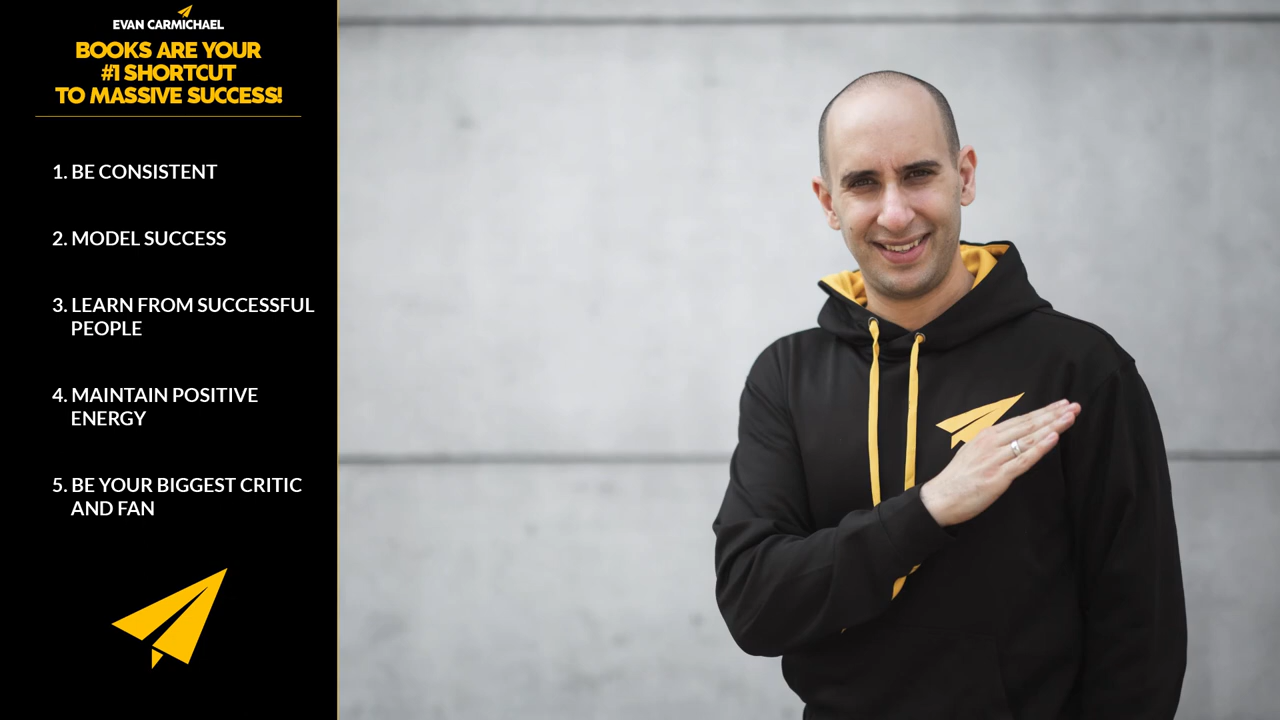 EVAN CARMICHAEL
BOOKS ARE YOUR
#1 SHORTCUT
TO MASSIVE SUCCESS!
1. BE CONSISTENT
2. MODEL SUCCESS
3. LEARN FROM SUCCESSFUL
PEOPLE
4. MAINTAIN POSITIVE
ENERGY
5. BE YOUR BIGGEST CRITIC
AND FAN